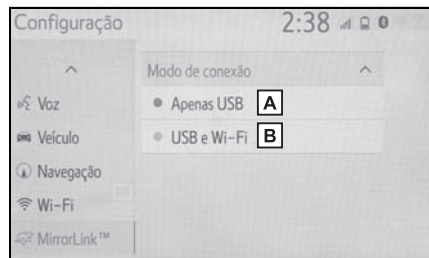 Configuração 2:38
Modo de conexão
Voz
Apenas USB A
Veículo
USB e Wi-Fi B
Navegação
Wi-Fi
MirrorLink™